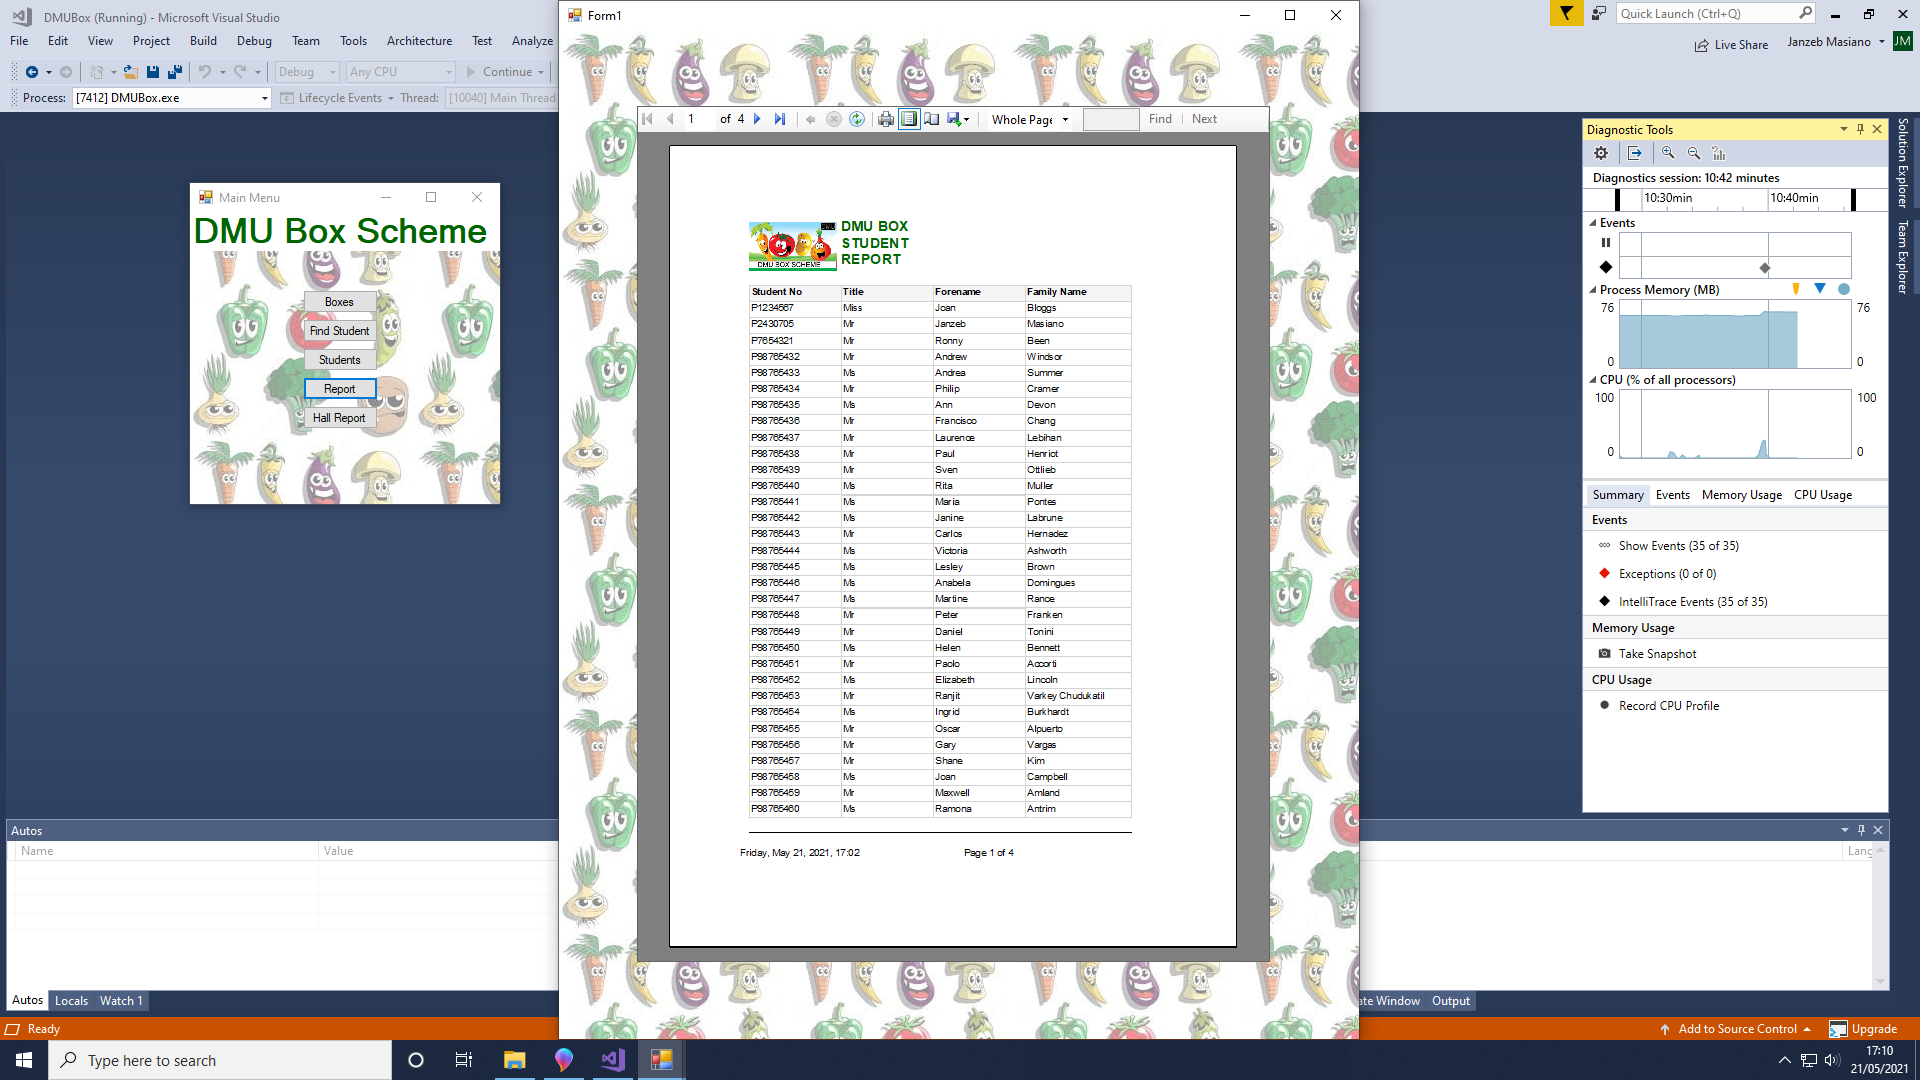 DMUBox (Running) - Microsoft Visual Studio
Quick Launch (Ctrl+Q)
File Edit View Project Build Debug Team Tools Architecture Test Analyze
Live Share Janzeb Masiano JM
Debug Any CPU Continue
Process: [7412] DMUBox.exe Lifecycle Events Thread: [10040] Main Thread
Main Menu
DMU Box Scheme
Boxes
Find Student
Students
Report
Hall Report
Form1
1 of 4 Whole Page Find Next
DMU BOX SCHEME
DMU BOX
STUDENT
REPORT
Student No Title Forename Family Name
P1234567 Miss Joan Bloggs
P2430705 Mr Janzeb Masiano
P7654321 Mr Ronny Been
P98765432 Mr Andrew Windsor
P98765433 Ms Andrea Summer
P98765434 Mr Philip Cramer
P98765435 Ms Ann Devon
P98765436 Mr Francisco Chang
P98765437 Mr Laurence Lebihan
P98765438 Mr Paul Henriot
P98765439 Mr Sven Ottlieb
P98765440 Ms Rita Muller
P98765441 Ms Maria Pontes
P98765442 Ms Janine Labrune
P98765443 Mr Carlos Hernadez
P98765444 Ms Victoria Ashworth
P98765445 Ms Lesley Brown
P98765446 Ms Anabela Domingues
P98765447 Ms Martine Rance
P98765448 Mr Peter Franken
P98765449 Mr Daniel Tonini
P98765450 Ms Helen Bennett
P98765451 Mr Paolo Accorti
P98765452 Ms Elizabeth Lincoln
P98765453 Mr Ranjit Varkey Chudukatil
P98765454 Ms Ingrid Burkhardt
P98765455 Mr Oscar Alpuerto
P98765456 Mr Gary Vargas
P98765457 Mr Shane Kim
P98765458 Ms Joan Campbell
P98765459 Mr Maxwell Amland
P98765460 Ms Ramona Antrim
Friday, May 21, 2021, 17:02 Page 1 of 4
Diagnostic Tools
Diagnostics session: 10:42 minutes
10:30min 10:40min
Events
Process Memory (MB)
76 76
0 0
CPU (% of all processors)
100 100
0 0
Summary Events Memory Usage CPU Usage
Events
Show Events (35 of 35)
Exceptions (0 of 0)
IntelliTrace Events (35 of 35)
Memory Usage
Take Snapshot
CPU Usage
Record CPU Profile
Solution Explorer
Team Explorer
Autos
Name Value Lang
Autos Locals Watch 1 ate Window Output
Ready Add to Source Control Upgrade
Type here to search
17:10
21/05/2021